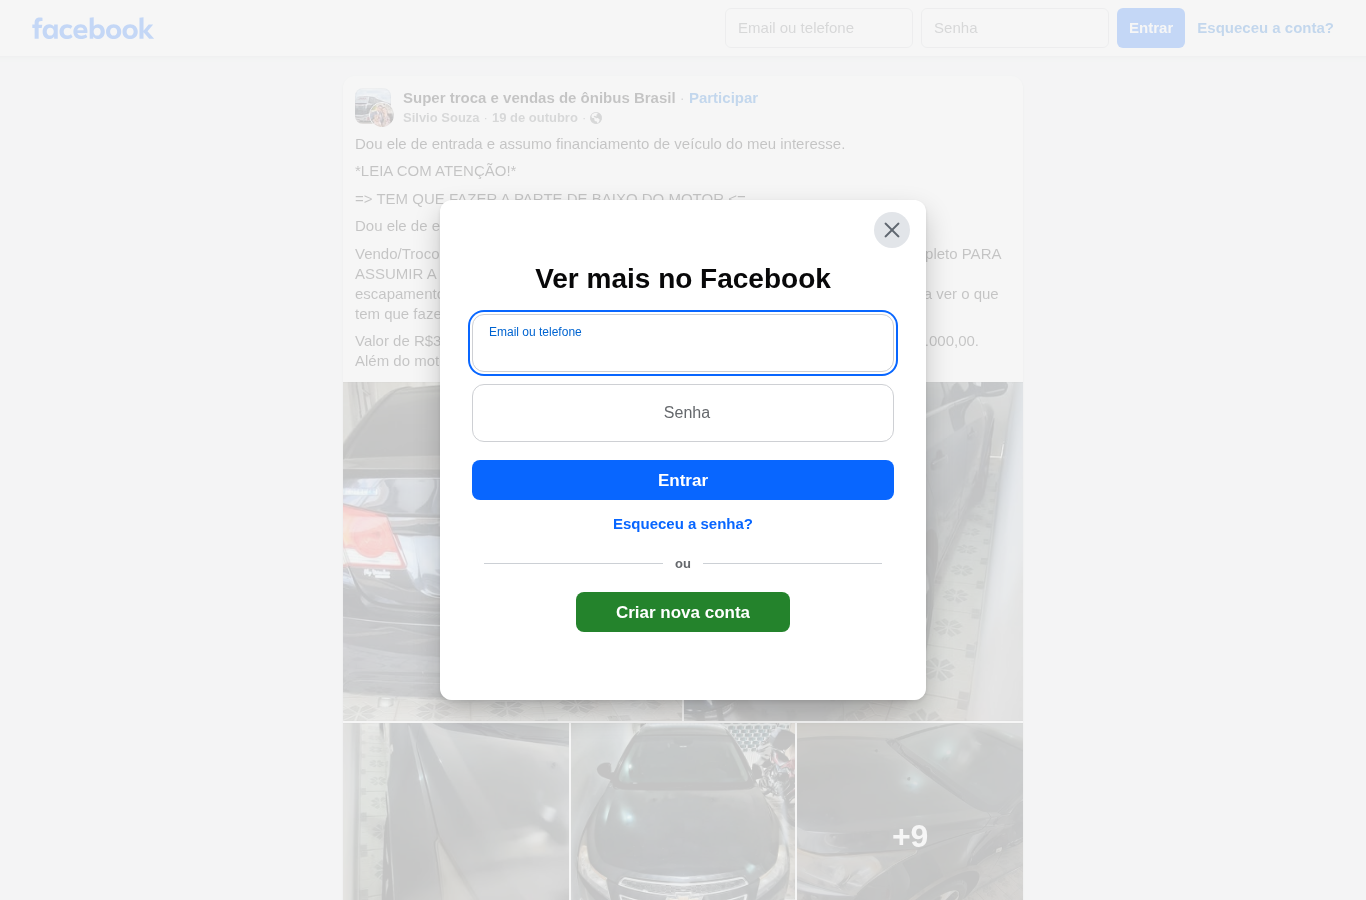 facebook
Email ou telefone
Senha
Entrar
Esqueceu a conta?
Super troca e vendas de ônibus Brasil · Participar
Silvio Souza · 19 de outubro ·
Dou ele de entrada e assumo financiamento de veículo do meu interesse.
*LEIA COM ATENÇÃO!*
=> TEM QUE FAZER A PARTE DE BAIXO DO MOTOR <=
Dou ele de e
Vendo/Troco pleto PARA
ASSUMIR A
escapamento a ver o que
tem que faze
Valor de R$3 .000,00.
Além do mot
Ver mais no Facebook
Email ou telefone
Senha
Entrar
Esqueceu a senha?
ou
Criar nova conta
+9